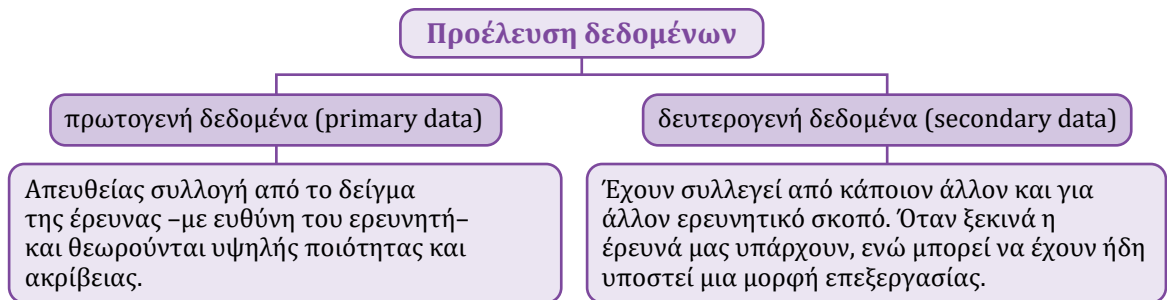 Προέλευση δεδομένων
πρωτογενή δεδομένα (primary data)
δευτερογενή δεδομένα (secondary data)
Απευθείας συλλογή από το δείγμα
της έρευνας –με ευθύνη του ερευνητή–
και θεωρούνται υψηλής ποιότητας και
ακρίβειας.
Έχουν συλλεγεί από κάποιον άλλον και για
άλλον ερευνητικό σκοπό. Όταν ξεκινά η
έρευνά μας υπάρχουν, ενώ μπορεί να έχουν ήδη
υποστεί μια μορφή επεξεργασίας.